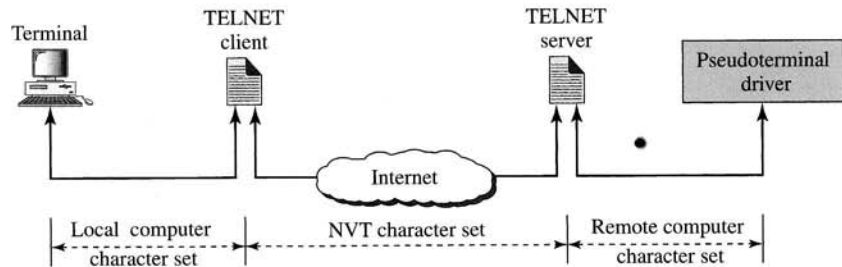 Terminal
TELNET
client
TELNET
server
Pseudoterminal
driver
Internet
Local computer
character set
NVT character set
Remote computer
character set